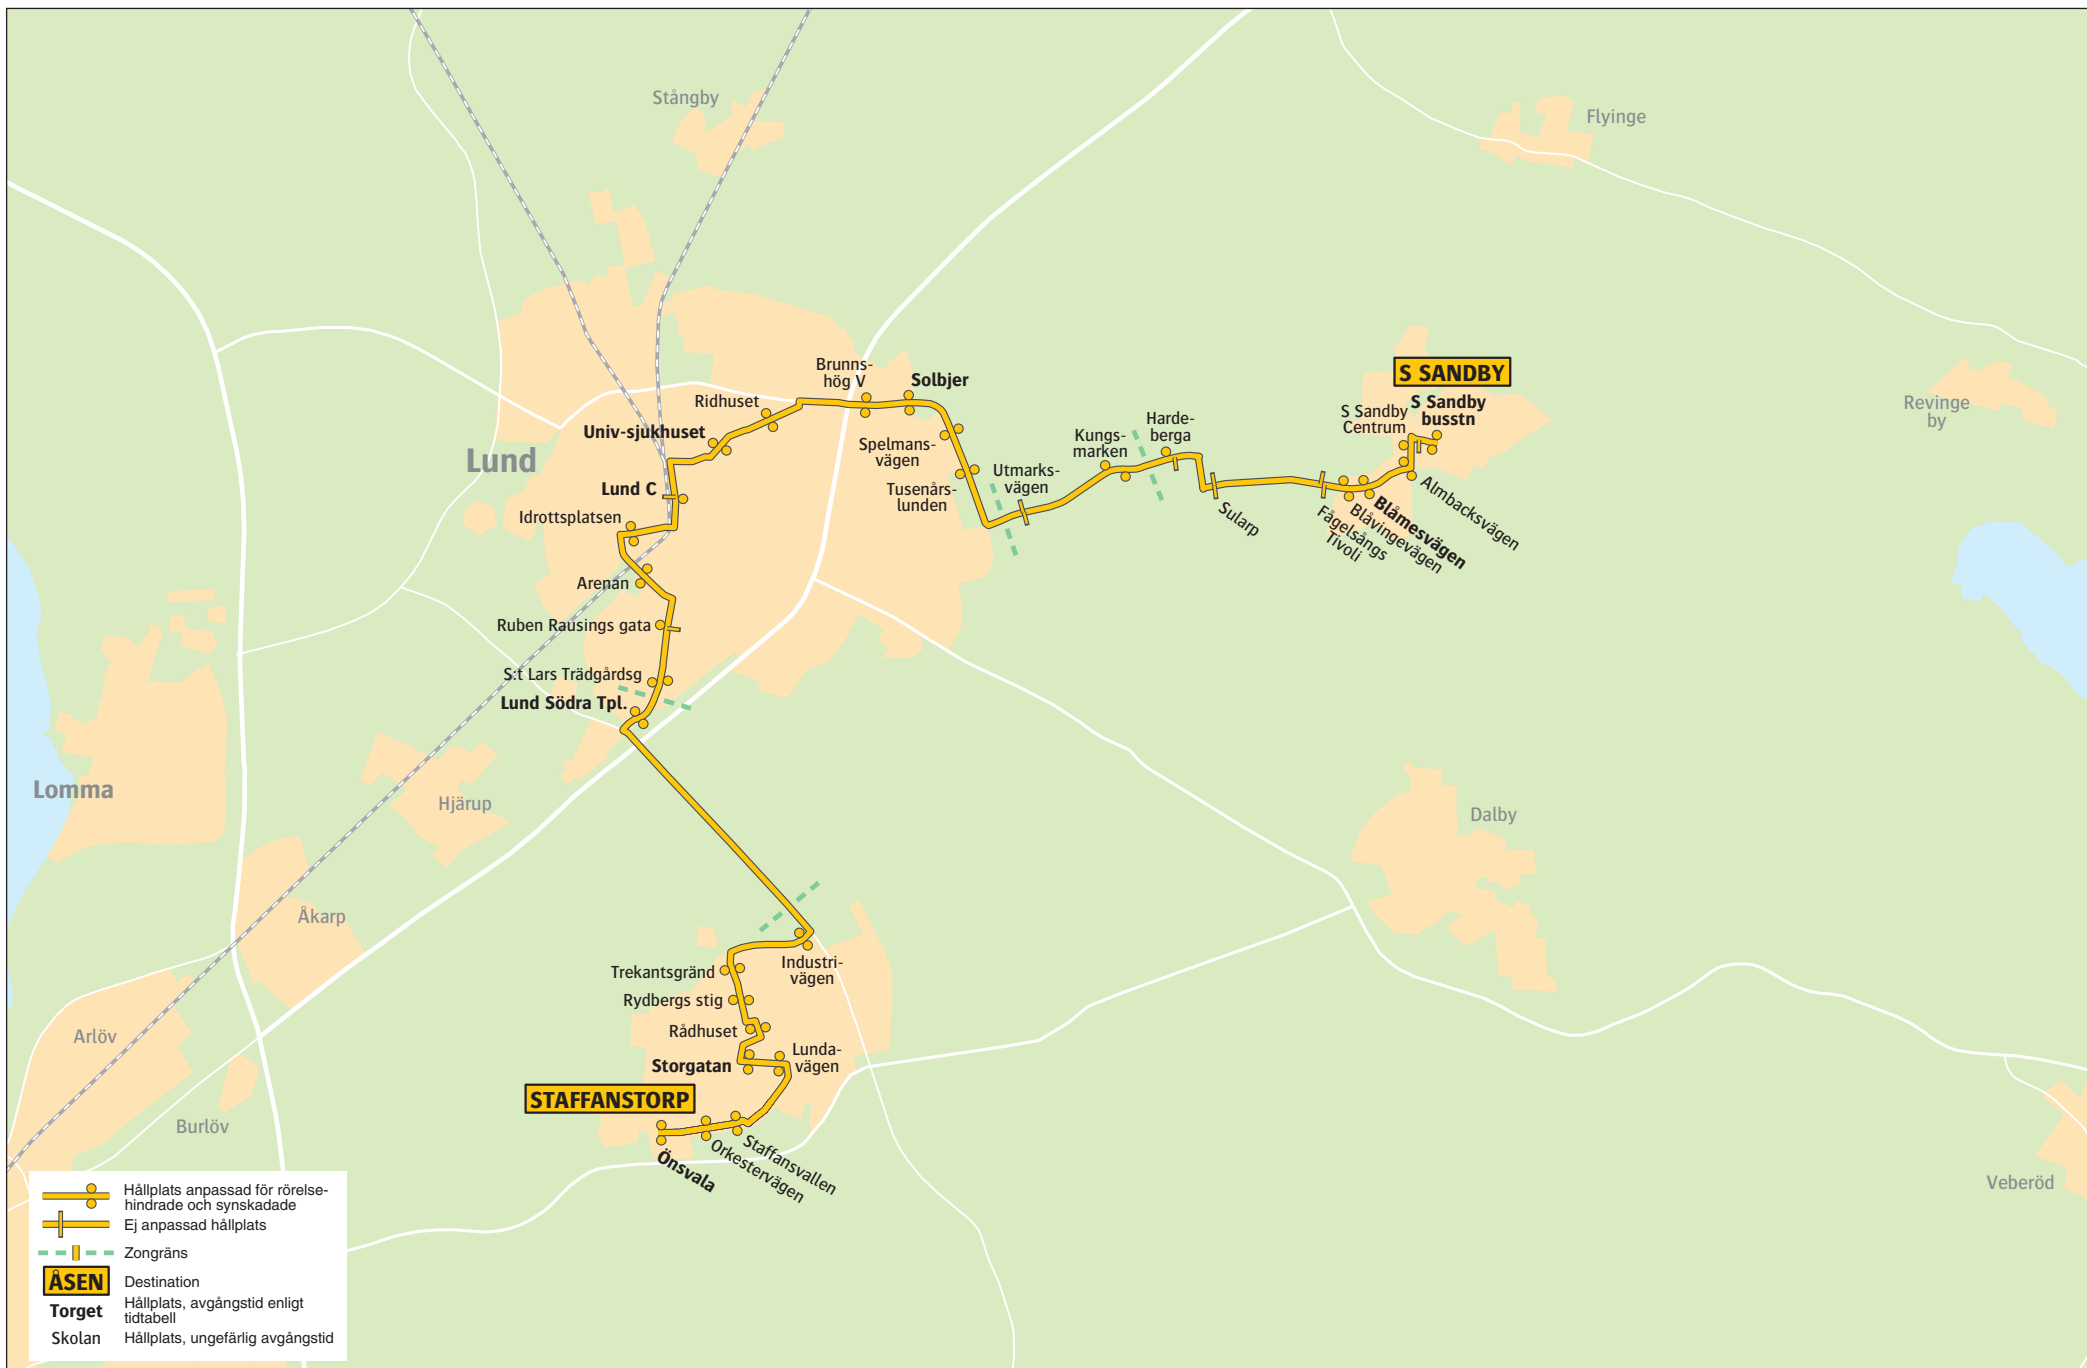 Stångby
Flyinge
Brunns-
hög V
Solbjer
S SANDBY
Ridhuset
S Sandby
Centrum
S Sandby
busstn
Revinge
by
Univ-sjukhuset
Lund
Spelmans-
vägen
Kungs-
marken
Harde-
berga
Utmarks-
vägen
Lund C
Tusenårs-
lunden
Idrottsplatsen
Sularp
Fågelsångs
Tivoli
Blåvingevägen
Blåmesvägen
Almbacksvägen
Arenan
Ruben Rausings gata
S:t Lars Trädgårdsg
Lund Södra Tpl.
Lomma
Hjärup
Dalby
Åkarp
Industri-
vägen
Trekantsgränd
Rydbergs stig
Rådhuset
Arlöv
Storgatan
Lunda-
vägen
STAFFANSTORP
Burlöv
Önsvala
Orkestervägen
Staffansvallen
Veberöd
Hållplats anpassad för rörelse-
hindrade och synskadade
Ej anpassad hållplats
Zongräns
ÅSEN Destination
Torget Hållplats, avgångstid enligt
tidtabell
Skolan Hållplats, ungefärlig avgångstid